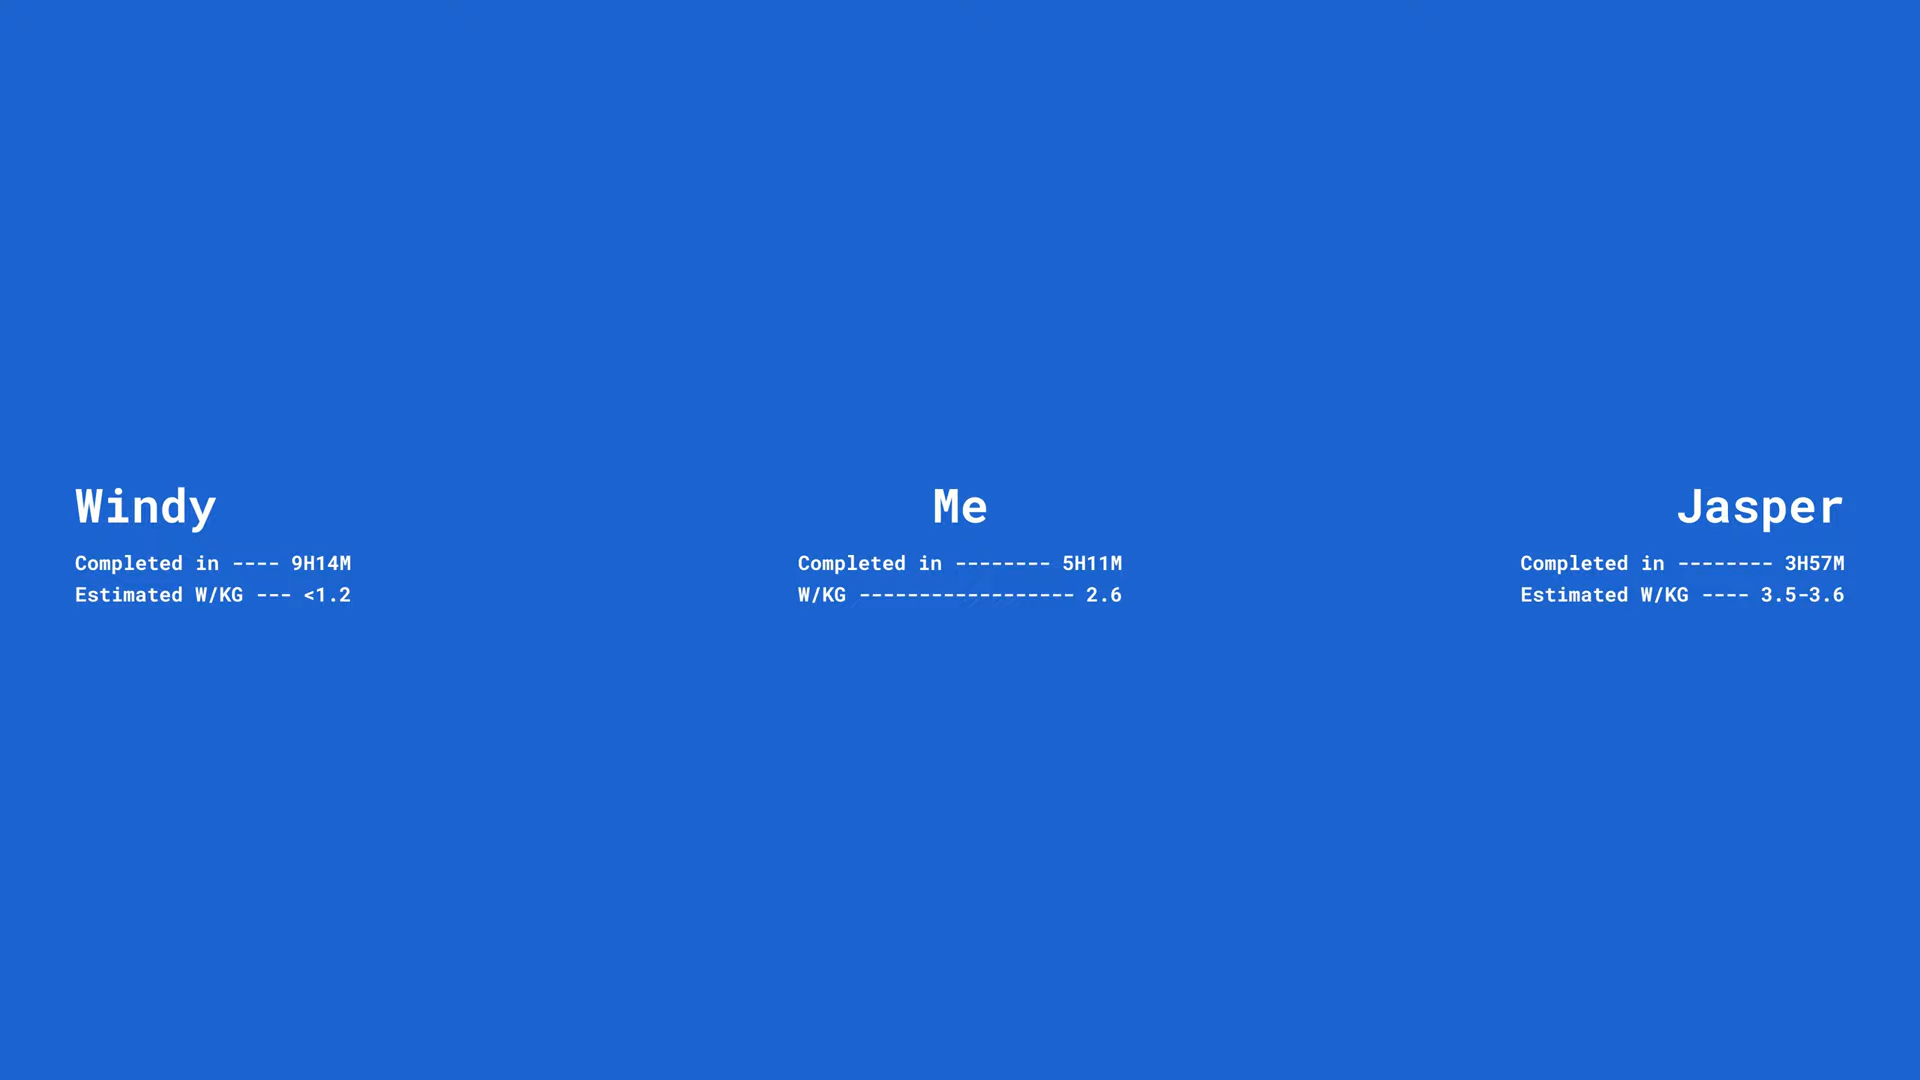 Windy
Completed in ---- 9H14M
Estimated W/KG --- <1.2
Me
Completed in -------- 5H11M
W/KG ------------------ 2.6
Jasper
Completed in -------- 3H57M
Estimated W/KG ---- 3.5-3.6